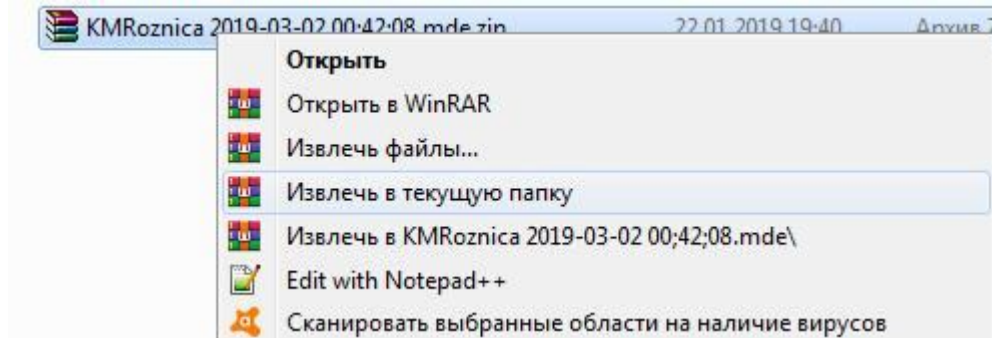 KMRoznica 2019-03-02 00;42;08.mde.zip 22.01.2019 19:40 Архив Z
Открыть
Открыть в WinRAR
Извлечь файлы...
Извлечь в текущую папку
Извлечь в KMRoznica 2019-03-02 00;42;08.mde\
Edit with Notepad++
Сканировать выбранные области на наличие вирусов